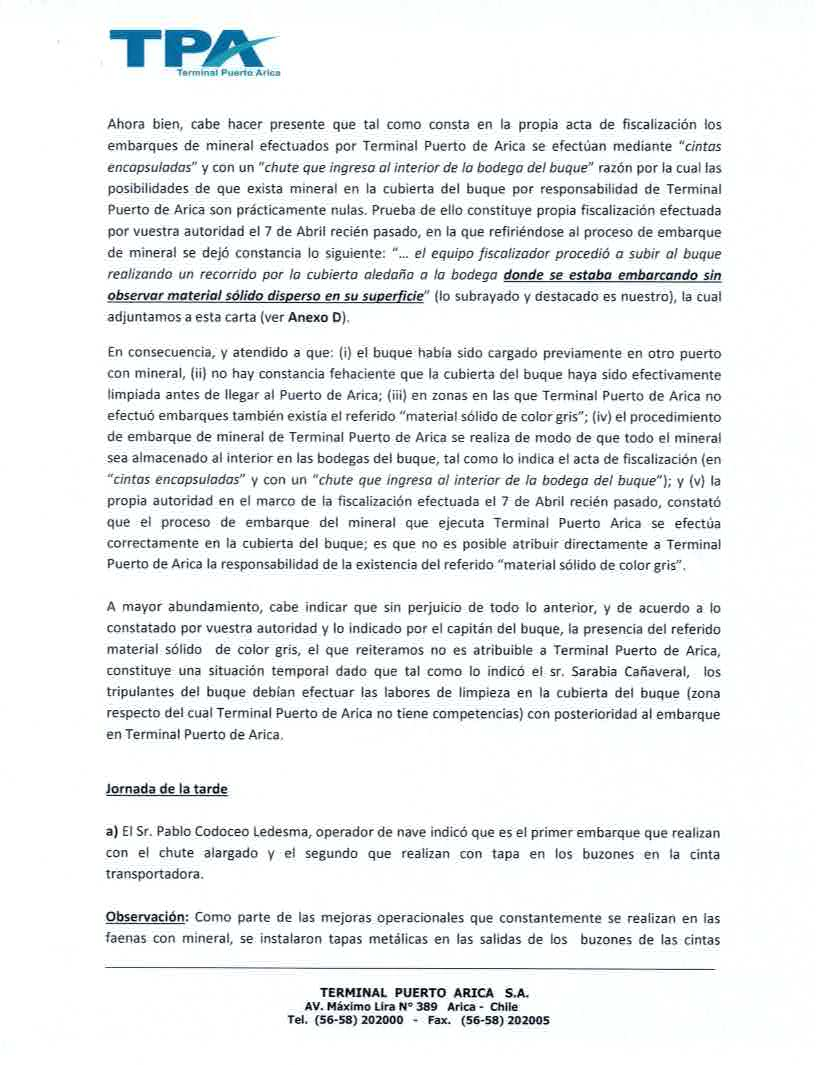 TPA
Terminal Puerto Arica
Ahora bien, cabe hacer presente que tal como consta en la propia acta de fiscalización los
embarques de mineral efectuados por Terminal Puerto de Arica se efectúan mediante “cintas
encapsuladas” y con un “chute que ingresa al interior de la bodega del buque” razón por la cual las
posibilidades de que exista mineral en la cubierta del buque por responsabilidad de Terminal
Puerto de Arica son prácticamente nulas. Prueba de ello constituye propia fiscalización efectuada
por vuestra autoridad el 7 de Abril recién pasado, en la que refiriéndose al proceso de embarque
de mineral se dejó constancia lo siguiente: “... el equipo fiscalizador procedió a subir al buque
realizando un recorrido por la cubierta aledaña a la bodega donde se estaba embarcando sin
observar material sólido disperso en su superficie” (lo subrayado y destacado es nuestro), la cual
adjuntamos a esta carta (ver Anexo D).
En consecuencia, y atendido a que: (i) el buque había sido cargado previamente en otro puerto
con mineral, (ii) no hay constancia fehaciente que la cubierta del buque haya sido efectivamente
limpiada antes de llegar al Puerto de Arica; (iii) en zonas en las que Terminal Puerto de Arica no
efectuó embarques también existía el referido “material sólido de color gris”; (iv) el procedimiento
de embarque de mineral de Terminal Puerto de Arica se realiza de modo de que todo el mineral
sea almacenado al interior en las bodegas del buque, tal como lo indica el acta de fiscalización (en
“cintas encapsuladas” y con un “chute que ingresa al interior de la bodega del buque”); y (v) la
propia autoridad en el marco de la fiscalización efectuada el 7 de Abril recién pasado, constató
que el proceso de embarque del mineral que ejecuta Terminal Puerto Arica se efectúa
correctamente en la cubierta del buque; es que no es posible atribuir directamente a Terminal
Puerto de Arica la responsabilidad de la existencia del referido “material sólido de color gris”.
A mayor abundamiento, cabe indicar que sin perjuicio de todo lo anterior, y de acuerdo a lo
constatado por vuestra autoridad y lo indicado por el capitán del buque, la presencia del referido
material sólido de color gris, el que reiteramos no es atribuible a Terminal Puerto de Arica,
constituye una situación temporal dado que tal como lo indicó el sr. Sarabia Cañaveral, los
tripulantes del buque debían efectuar las labores de limpieza en la cubierta del buque (zona
respecto del cual Terminal Puerto de Arica no tiene competencias) con posterioridad al embarque
en Terminal Puerto de Arica.
Jornada de la tarde
a) El Sr. Pablo Codoceo Ledesma, operador de nave indicó que es el primer embarque que realizan
con el chute alargado y el segundo que realizan con tapa en los buzones en la cinta
transportadora.
Observación: Como parte de las mejoras operacionales que constantemente se realizan en las
faenas con mineral, se instalaron tapas metálicas en las salidas de los buzones de las cintas
TERMINAL PUERTO ARICA S.A.
AV. Máximo Lira N° 389 Arica - Chile
Tel. (56-58) 202000 - Fax. (56-58) 202005